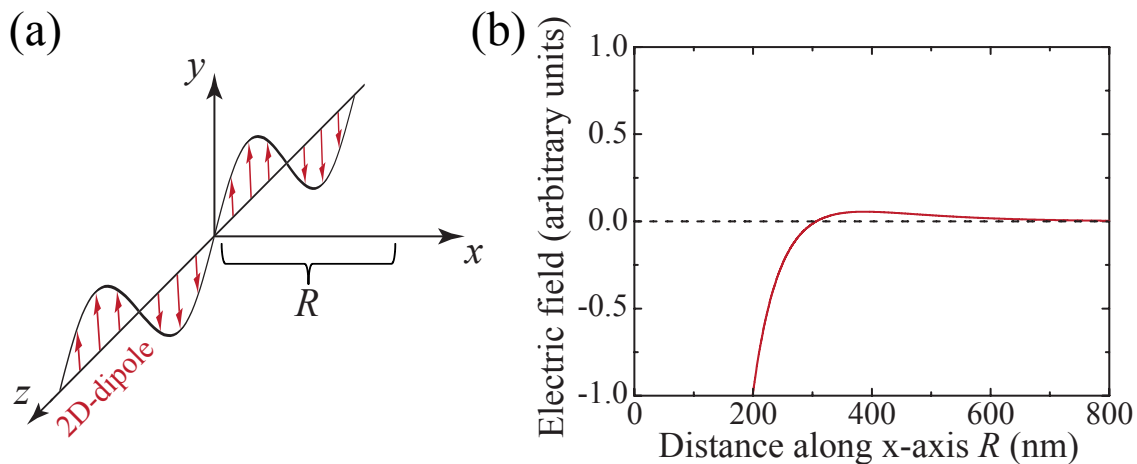 (a)
y
x
R
z
2D-dipole
(b)
Electric field (arbitrary units)
1.0
0.5
0.0
-0.5
-1.0
0 200 400 600 800
Distance along x-axis R (nm)